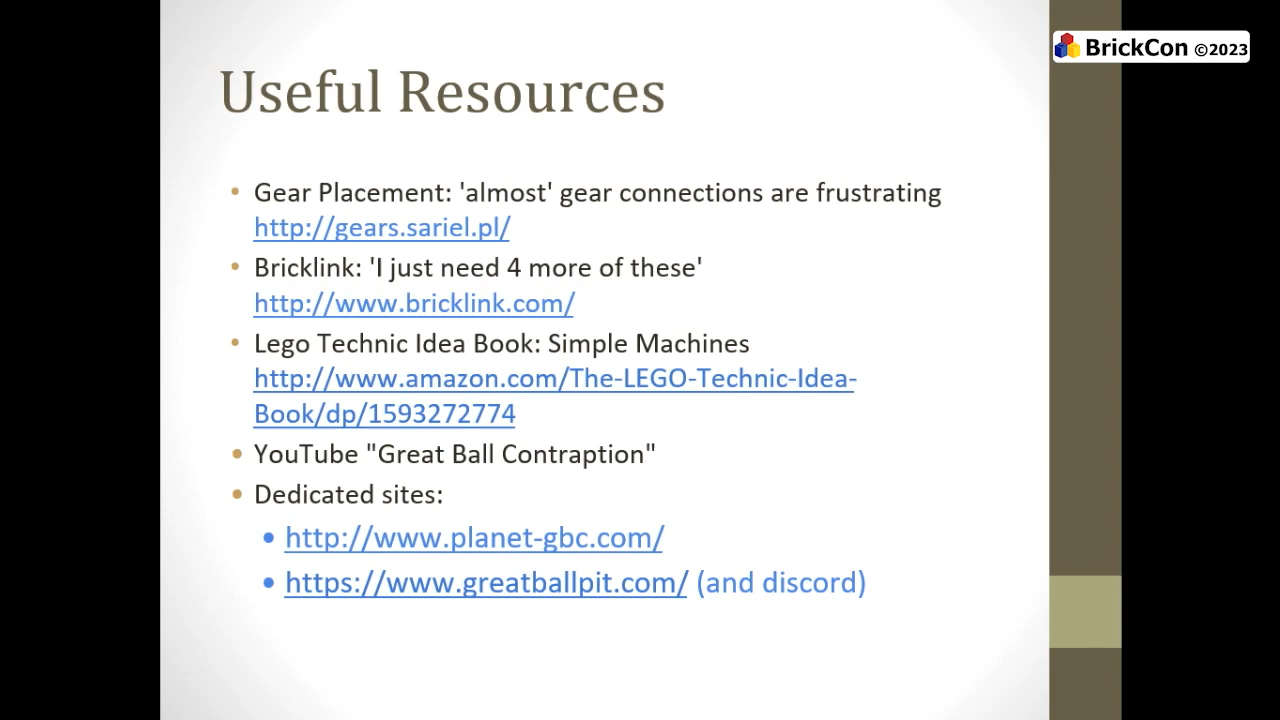 BrickCon ©2023
Useful Resources
• Gear Placement: 'almost' gear connections are frustrating
http://gears.sariel.pl/
• Bricklink: 'I just need 4 more of these'
http://www.bricklink.com/
• Lego Technic Idea Book: Simple Machines
http://www.amazon.com/The-LEGO-Technic-Idea-
Book/dp/1593272774
• YouTube "Great Ball Contraption"
• Dedicated sites:
• http://www.planet-gbc.com/
• https://www.greatballpit.com/ (and discord)